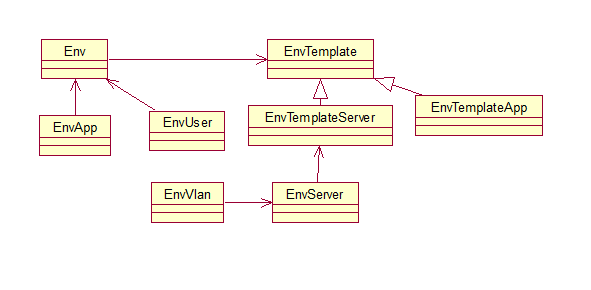 Env
EnvTemplate
EnvTemplateApp
EnvTemplateServer
EnvUser
EnvApp
EnvVlan
EnvServer